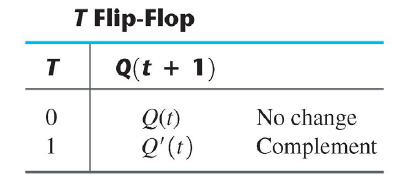 T Flip-Flop
T Q(t + 1)
0 Q(t) No change
1 Q′(t) Complement